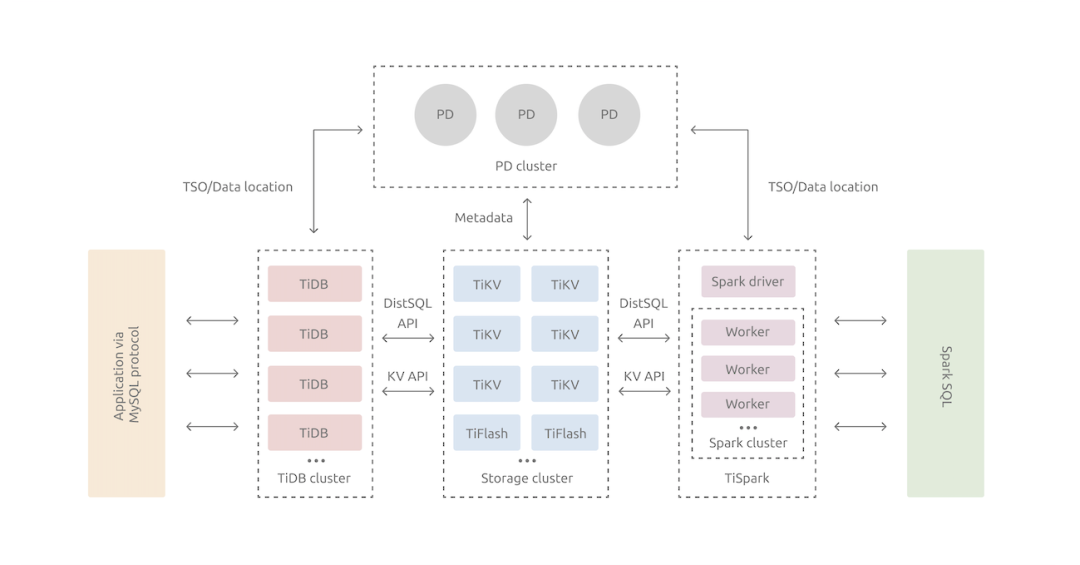 PD
PD
PD
PD cluster
TSO/Data location
TSO/Data location
Metadata
Application via
MySQL protocol
TiDB
TiDB
TiDB
TiDB
•••
TiDB cluster
DistSQL
API
KV API
TiKV TiKV
TiKV TiKV
TiKV TiKV
TiFlash TiFlash
•••
Storage cluster
DistSQL
API
KV API
Spark driver
Worker
Worker
Worker
•••
Spark cluster
TiSpark
Spark SQL